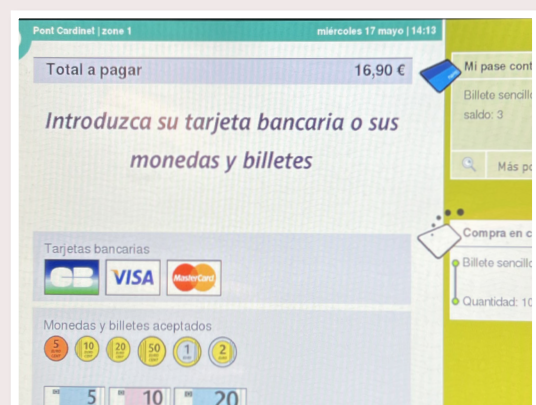 Pont Cardinet | zone 1
miércoles 17 mayo | 14:13
Total a pagar
16,90 €
Introduzca su tarjeta bancaria o sus
monedas y billetes
Tarjetas bancarias
CB
VISA
MasterCard
Monedas y billetes aceptados
5
10
20
50
1
2
5
10
20
Mi pase cont
Billete sencill
saldo: 3
Más po
Compra en c
Billete sencill
Quantidad: 10